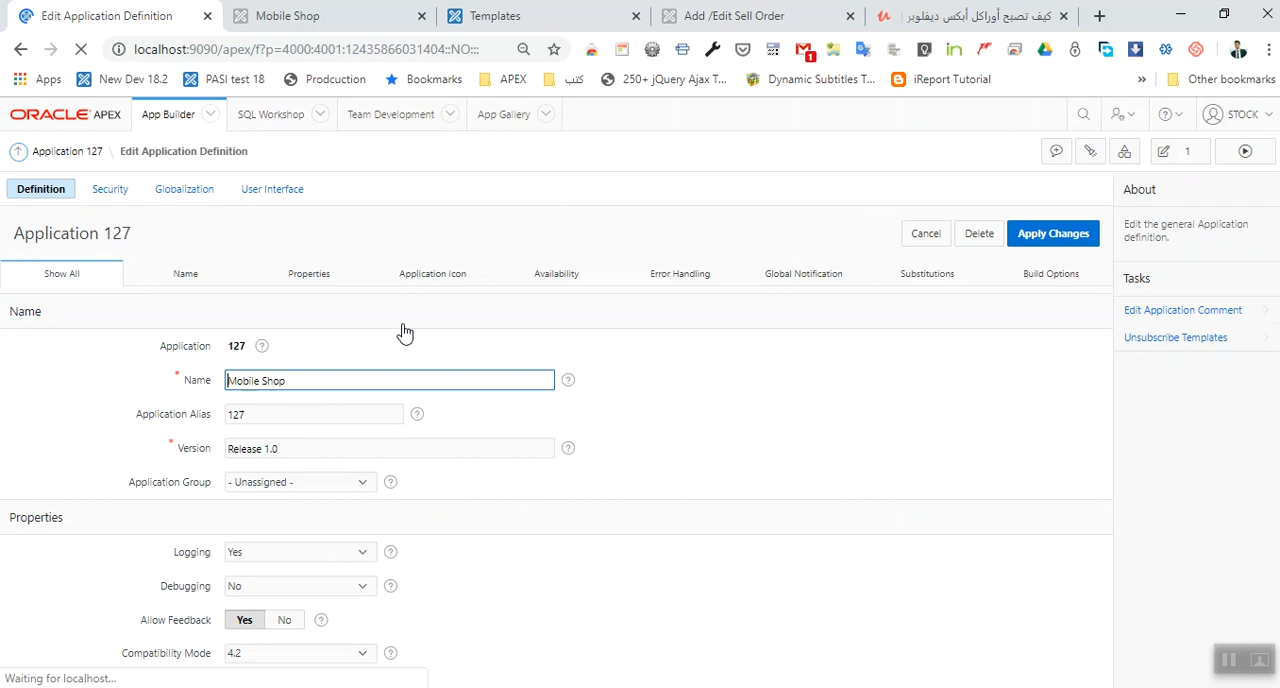 Edit Application Definition
Mobile Shop
Templates
Add /Edit Sell Order
كيف تصبح أوراكل أبكس ديفلوبر
localhost:9090/apex/f?p=4000:4001:12435866031404::NO:::
1
Apps
New Dev 18.2
PASI test 18
Prodcuction
Bookmarks
APEX
كتب
250+ jQuery Ajax T...
Dynamic Subtitles T...
iReport Tutorial
»
Other bookmarks
ORACLE APEX
App Builder
SQL Workshop
Team Development
App Gallery
STOCK
Application 127 \ Edit Application Definition
1
Definition
Security
Globalization
User Interface
About
Application 127
Cancel
Delete
Apply Changes
Edit the general Application
definition.
Show All
Name
Properties
Application Icon
Availability
Error Handling
Global Notification
Substitutions
Build Options
Tasks
Edit Application Comment
Unsubscribe Templates
Name
Application 127
* Name Mobile Shop
Application Alias 127
* Version Release 1.0
Application Group - Unassigned -
Properties
Logging Yes
Debugging No
Allow Feedback Yes No
Compatibility Mode 4.2
Waiting for localhost...